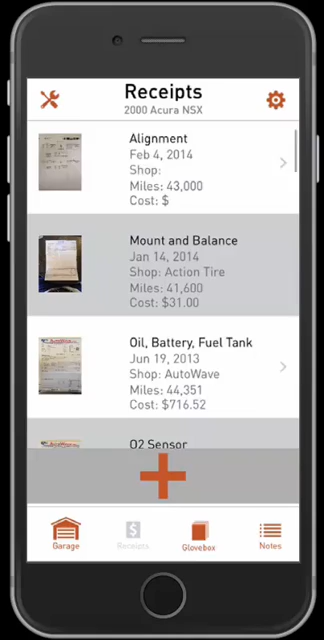 Receipts
2000 Acura NSX
Alignment
Feb 4, 2014
Shop:
Miles: 43,000
Cost: $
Mount and Balance
Jan 14, 2014
Shop: Action Tire
Miles: 41,600
Cost: $31.00
Oil, Battery, Fuel Tank
Jun 19, 2013
Shop: AutoWave
Miles: 44,351
Cost: $716.52
O2 Sensor
Garage
Receipts
Glovebox
Notes